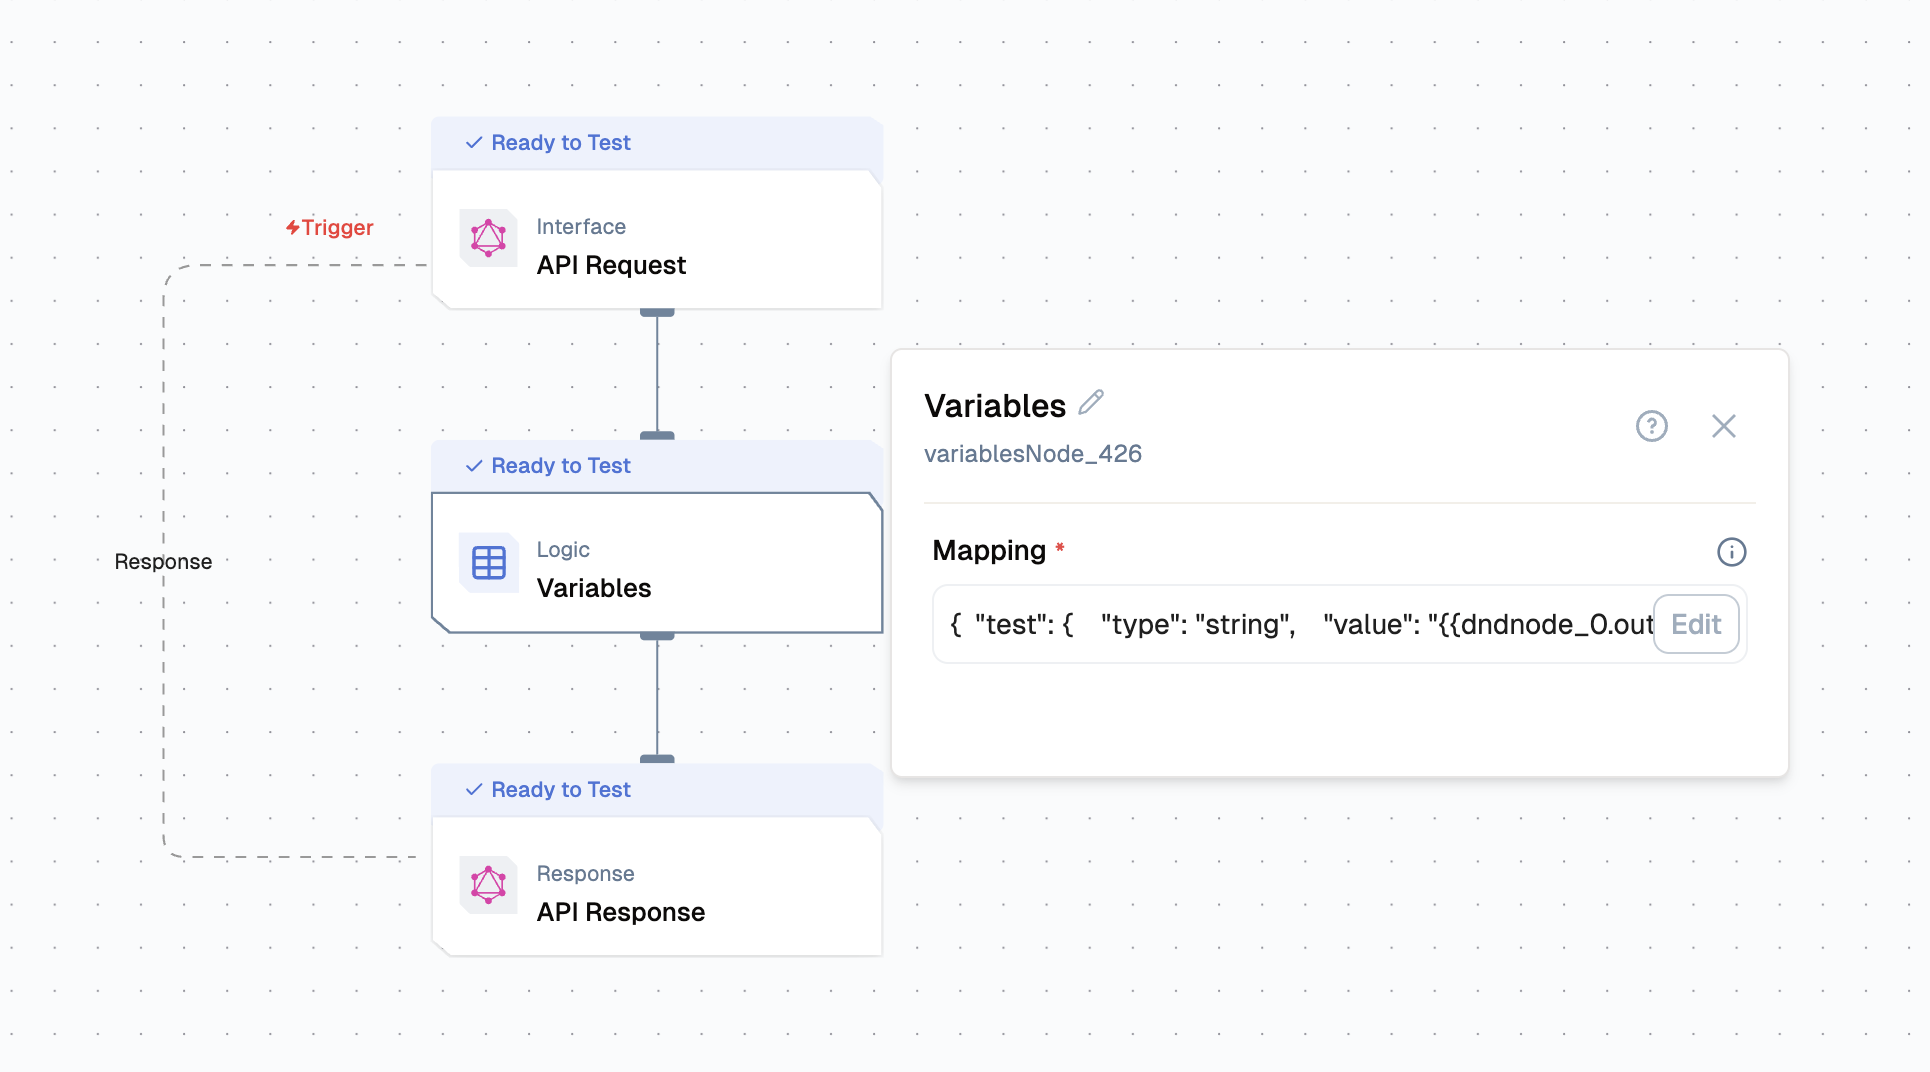 Ready to Test
Trigger
Interface
API Request
Ready to Test
Logic
Variables
Response
Ready to Test
Response
API Response
Variables
variablesNode_426
?
Mapping *
i
{ "test": { "type": "string", "value": "{{dndnode_0.out
Edit